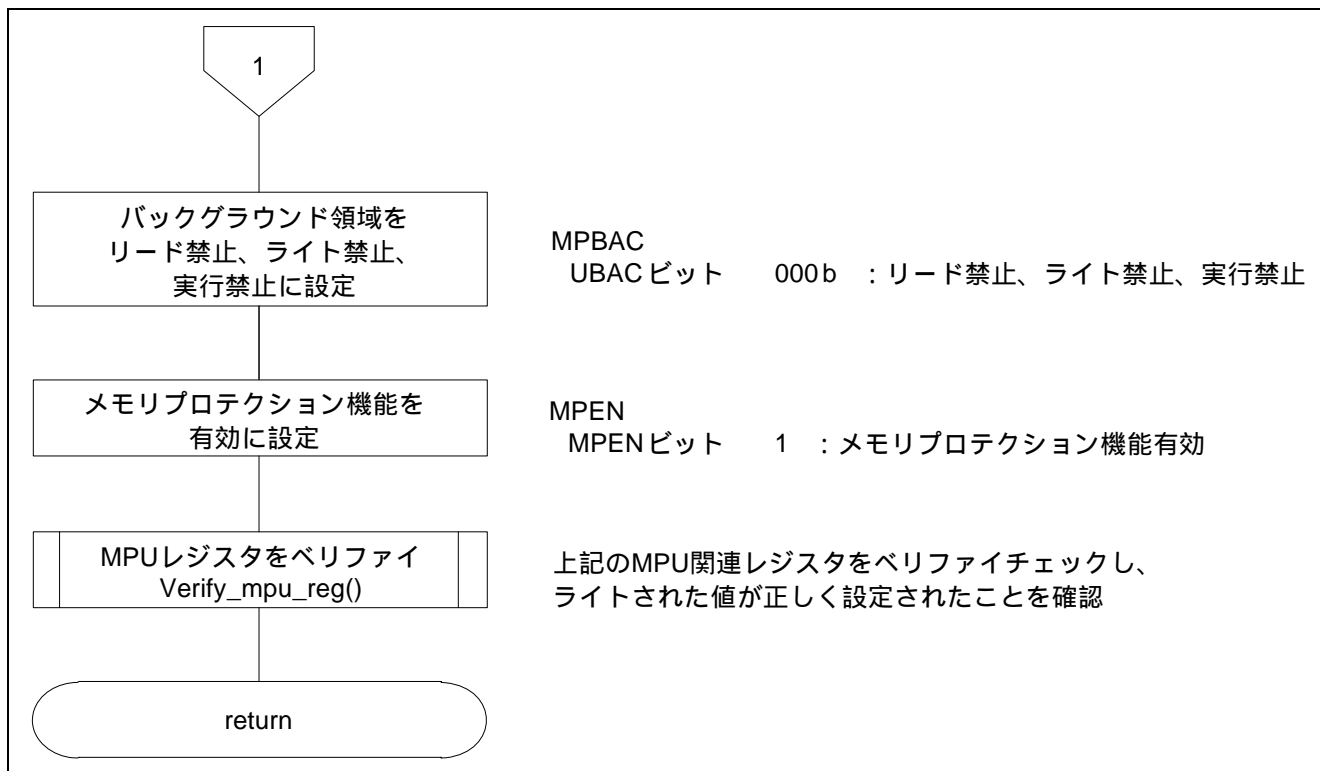 1
バックグラウンド領域を
リード禁止、ライト禁止、
実行禁止に設定
MPBAC
UBACビット 000b :リード禁止、ライト禁止、実行禁止
メモリプロテクション機能を
有効に設定
MPEN
MPENビット 1 :メモリプロテクション機能有効
MPUレジスタをベリファイ
Verify_mpu_reg()
上記のMPU関連レジスタをベリファイチェックし、
ライトされた値が正しく設定されたことを確認
return